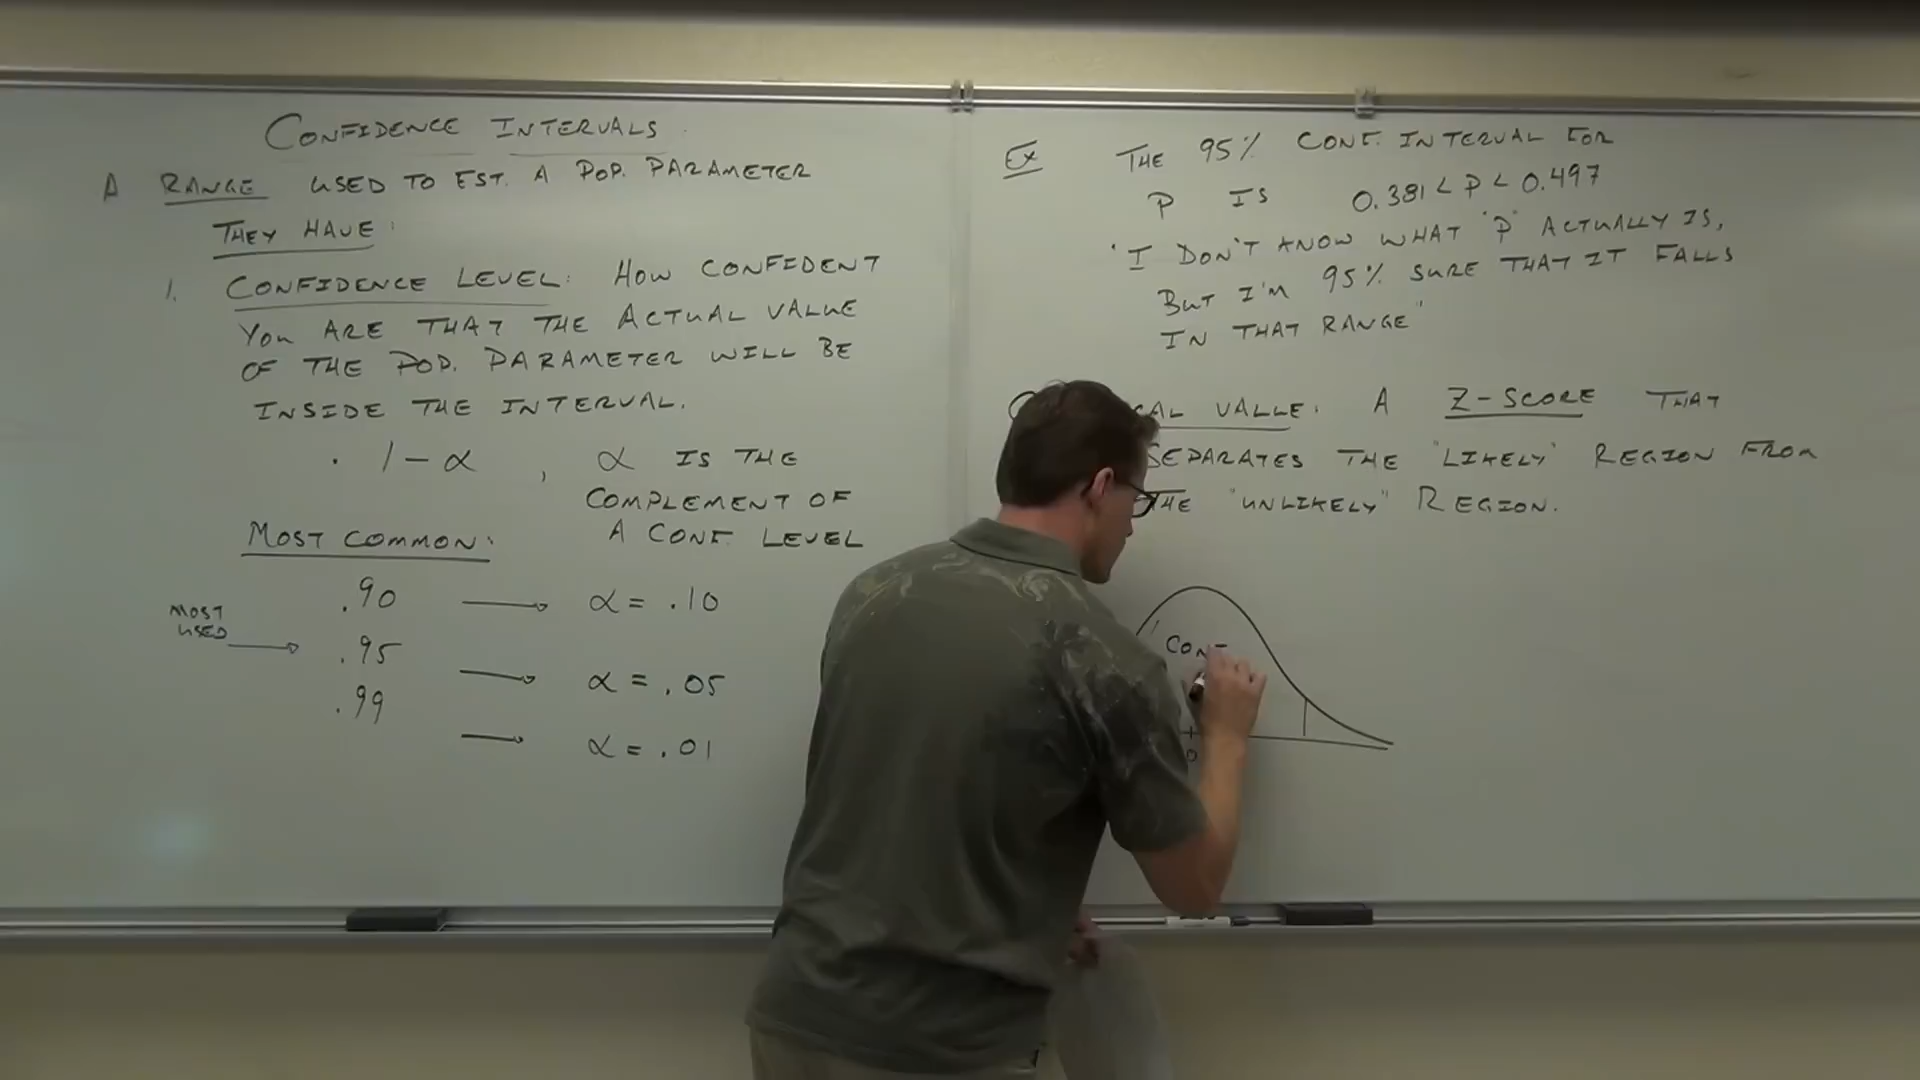 CONFIDENCE INTERVALS
A RANGE USED TO EST. A POP. PARAMETER
THEY HAVE:
1. CONFIDENCE LEVEL: HOW CONFIDENT
YOU ARE THAT THE ACTUAL VALUE
OF THE POP. PARAMETER WILL BE
INSIDE THE INTERVAL.
· 1-α , α IS THE
COMPLEMENT OF
A CONF. LEVEL
MOST COMMON:
.90 → α = .10
MOST
USED → .95 → α = .05
.99 → α = .01
EX THE 95% CONF. INTERVAL FOR
P IS 0.381 < P < 0.497
"I DON'T KNOW WHAT "P" ACTUALLY IS,
BUT I'M 95% SURE THAT IT FALLS
IN THAT RANGE"
CAL VALUE: A Z-SCORE THAT
SEPARATES THE "LIKELY" REGION FROM
THE "UNLIKELY" REGION.
CONF
0